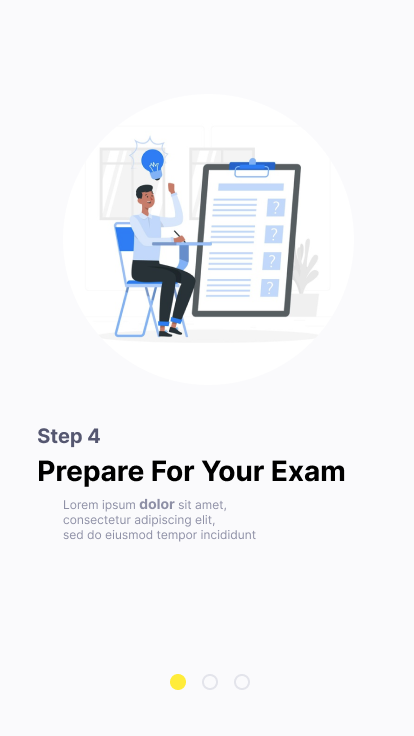 Step 4
Prepare For Your Exam
Lorem ipsum dolor sit amet,
consectetur adipiscing elit,
sed do eiusmod tempor incididunt
?
?
?
?